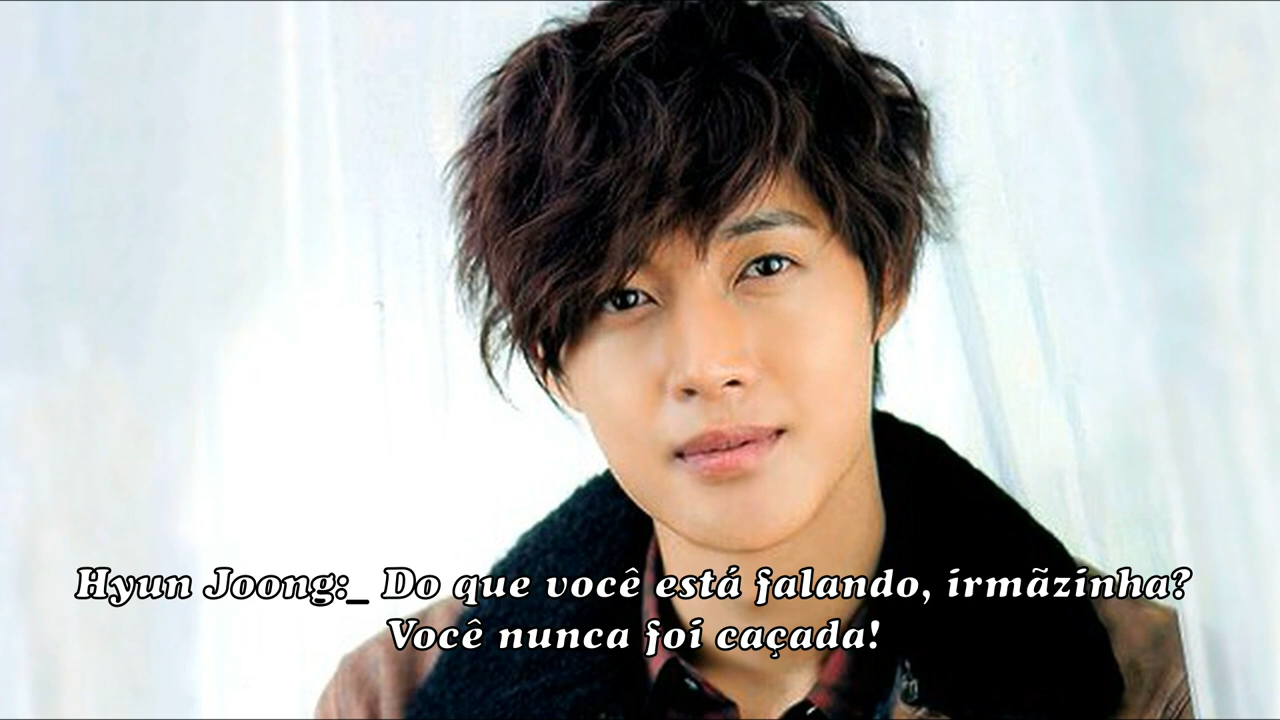 Hyun Joong:_ Do que você está falando, irmãzinha?
Você nunca foi caçada!